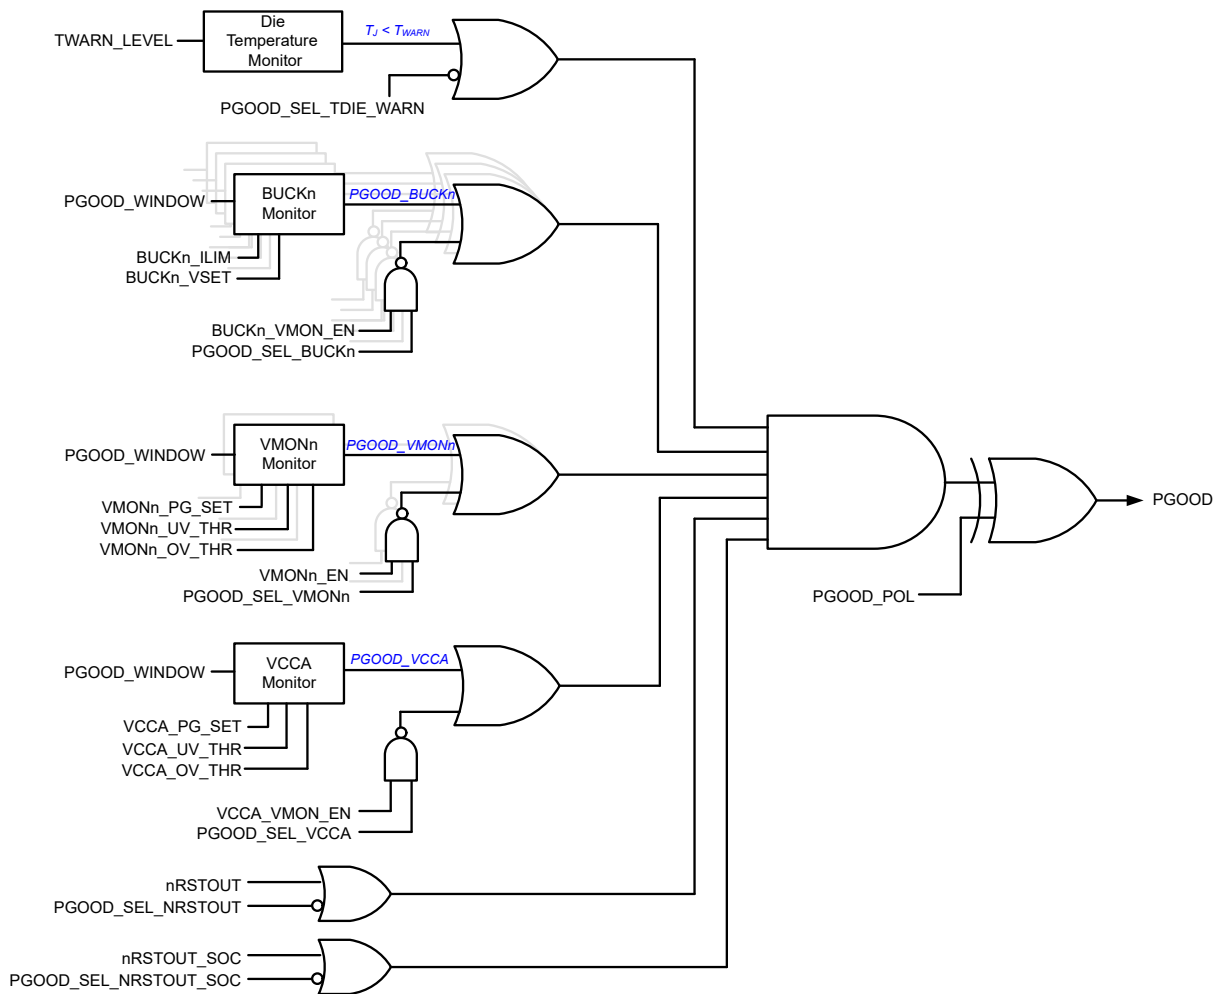 Die
Temperature
Monitor
TWARN_LEVEL
TJ < TWARN
PGOOD_SEL_TDIE_WARN
PGOOD_WINDOW
BUCKn
Monitor
PGOOD_BUCKn
BUCKn_ILIM
BUCKn_VSET
BUCKn_VMON_EN
PGOOD_SEL_BUCKn
PGOOD_WINDOW
VMONn
Monitor
PGOOD_VMONn
VMONn_PG_SET
VMONn_UV_THR
VMONn_OV_THR
VMONn_EN
PGOOD_SEL_VMONn
PGOOD
PGOOD_POL
PGOOD_WINDOW
VCCA
Monitor
PGOOD_VCCA
VCCA_PG_SET
VCCA_UV_THR
VCCA_OV_THR
VCCA_VMON_EN
PGOOD_SEL_VCCA
nRSTOUT
PGOOD_SEL_NRSTOUT
nRSTOUT_SOC
PGOOD_SEL_NRSTOUT_SOC